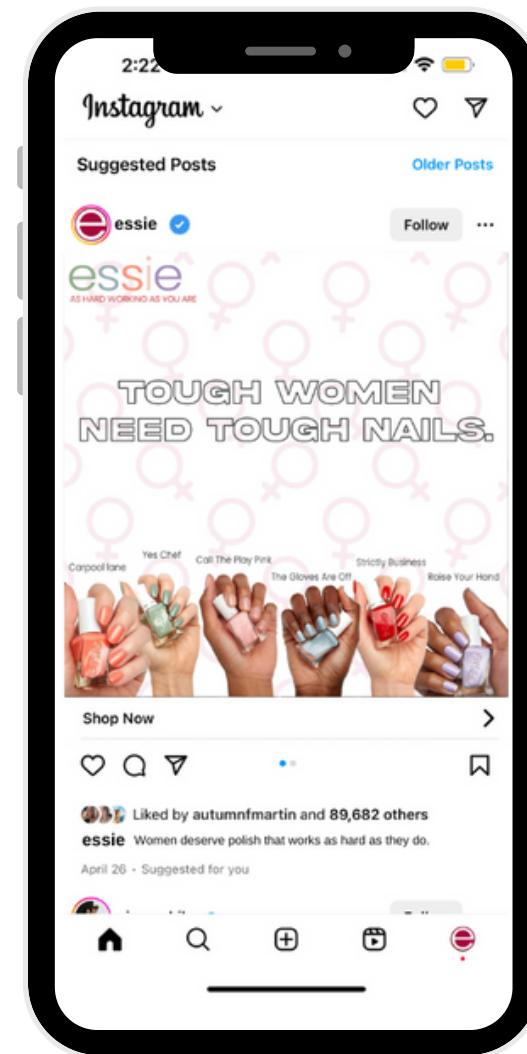 2:22
Instagram
Suggested Posts
Older Posts
essie
Follow
essie
AS HARD WORKING AS YOU ARE
TOUGH WOMEN
NEED TOUGH NAILS.
Carpool lane
Yes Chef
Call The Play Pink
The Gloves Are Off
Strictly Business
Raise Your Hand
Shop Now
Liked by autumnfmartin and 89,682 others
essie Women deserve polish that works as hard as they do.
April 26 • Suggested for you